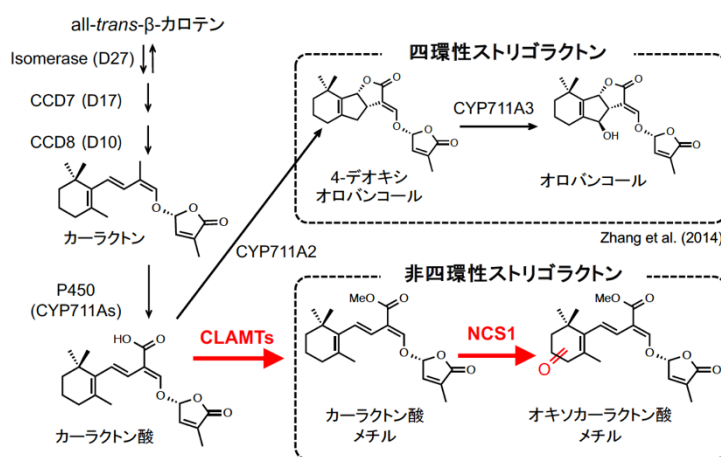 all-trans-β-カロテン
Isomerase (D27)
CCD7 (D17)
CCD8 (D10)
O
O
O
カーラクトン
P450
(CYP711As)
HO
O
O
O
O
カーラクトン酸
CYP711A2
四環性ストリゴラクトン
O
O
O
O
O
4-デオキシ
オロバンコール
CYP711A3
O
O
OH
O
O
O
オロバンコール
Zhang et al. (2014)
非四環性ストリゴラクトン
CLAMTs
MeO
O
O
O
O
カーラクトン酸
メチル
NCS1
MeO
O
O
O
O
O
オキソカーラクトン酸
メチル